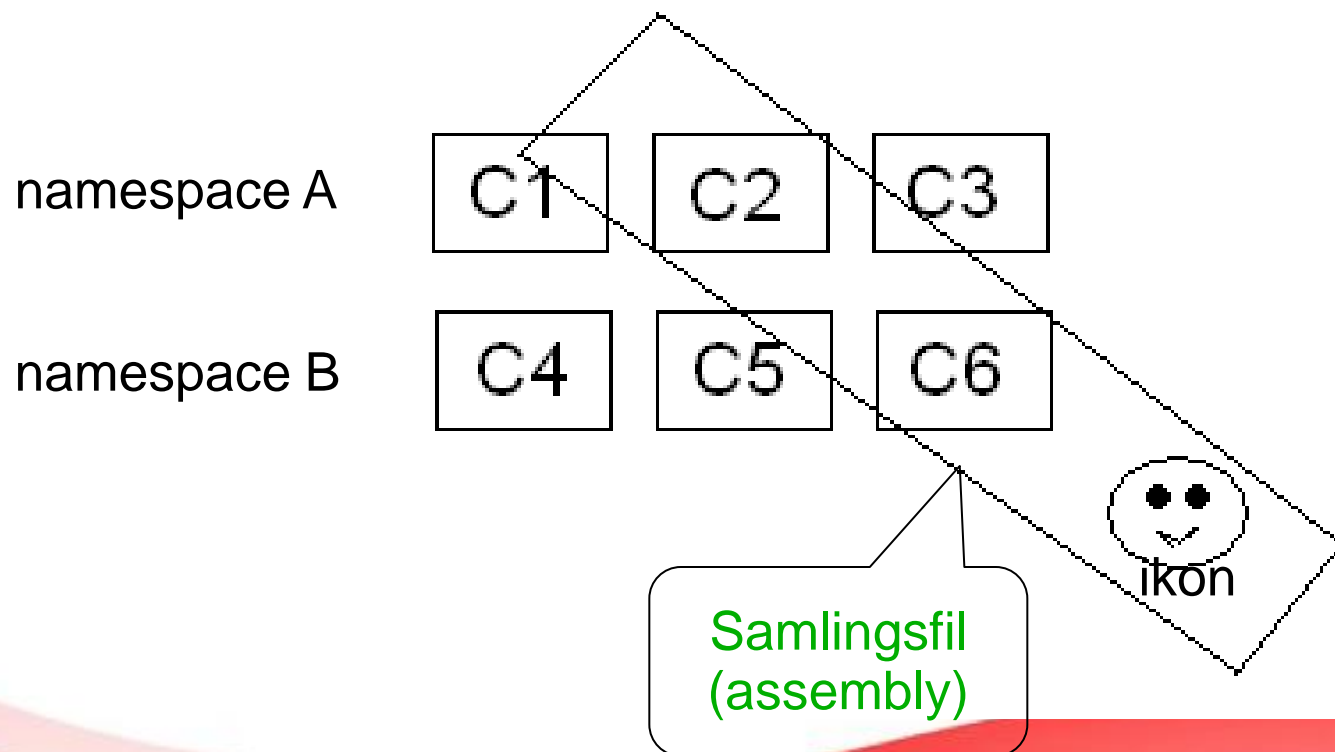 namespace A C1 C2 C3
namespace B C4 C5 C6
ikon
Samlingsfil
(assembly)